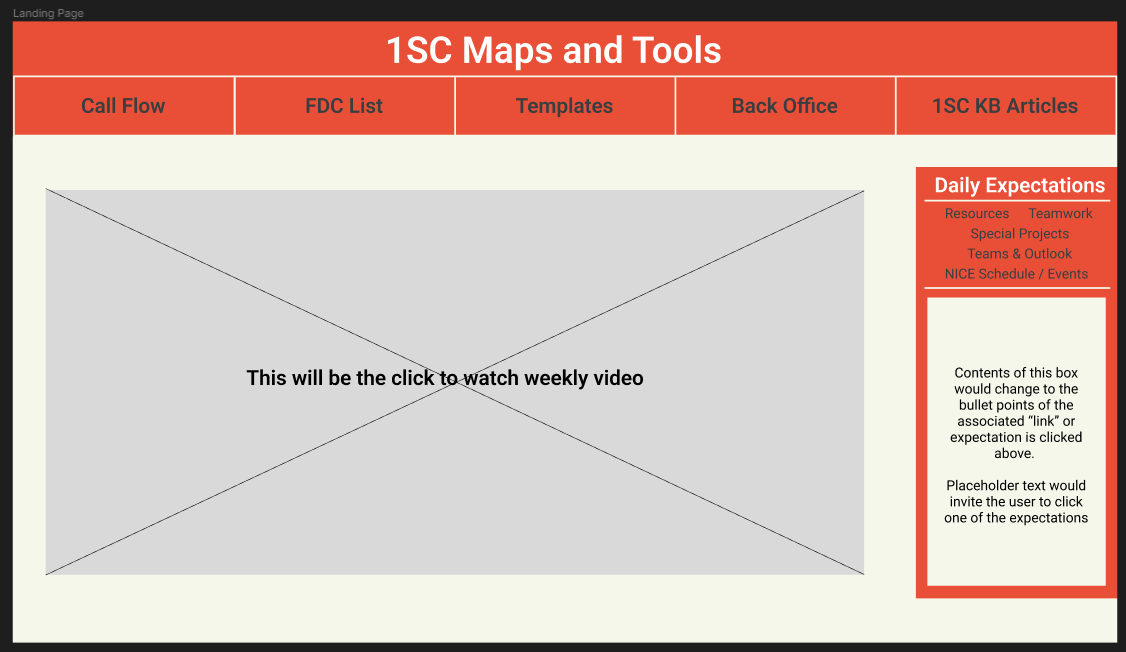 Landing Page
1SC Maps and Tools
Call Flow
FDC List
Templates
Back Office
1SC KB Articles
This will be the click to watch weekly video
Daily Expectations
Resources Teamwork
Special Projects
Teams & Outlook
NICE Schedule / Events
Contents of this box
would change to the
bullet points of the
associated “link” or
expectation is clicked
above.
Placeholder text would
invite the user to click
one of the expectations